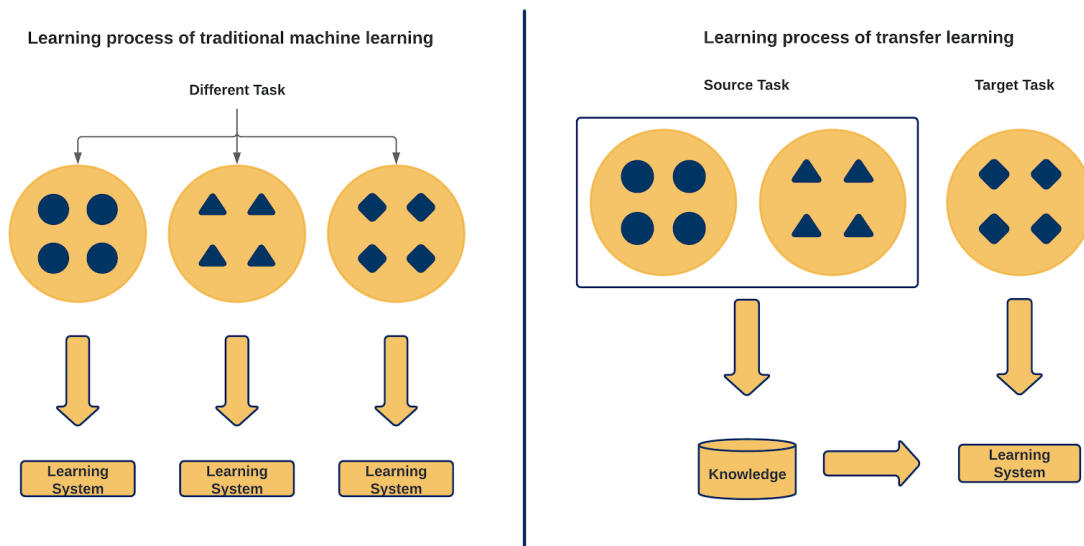 Learning process of traditional machine learning
Different Task
Learning
System
Learning
System
Learning
System
Learning process of transfer learning
Source Task
Target Task
Knowledge
Learning
System